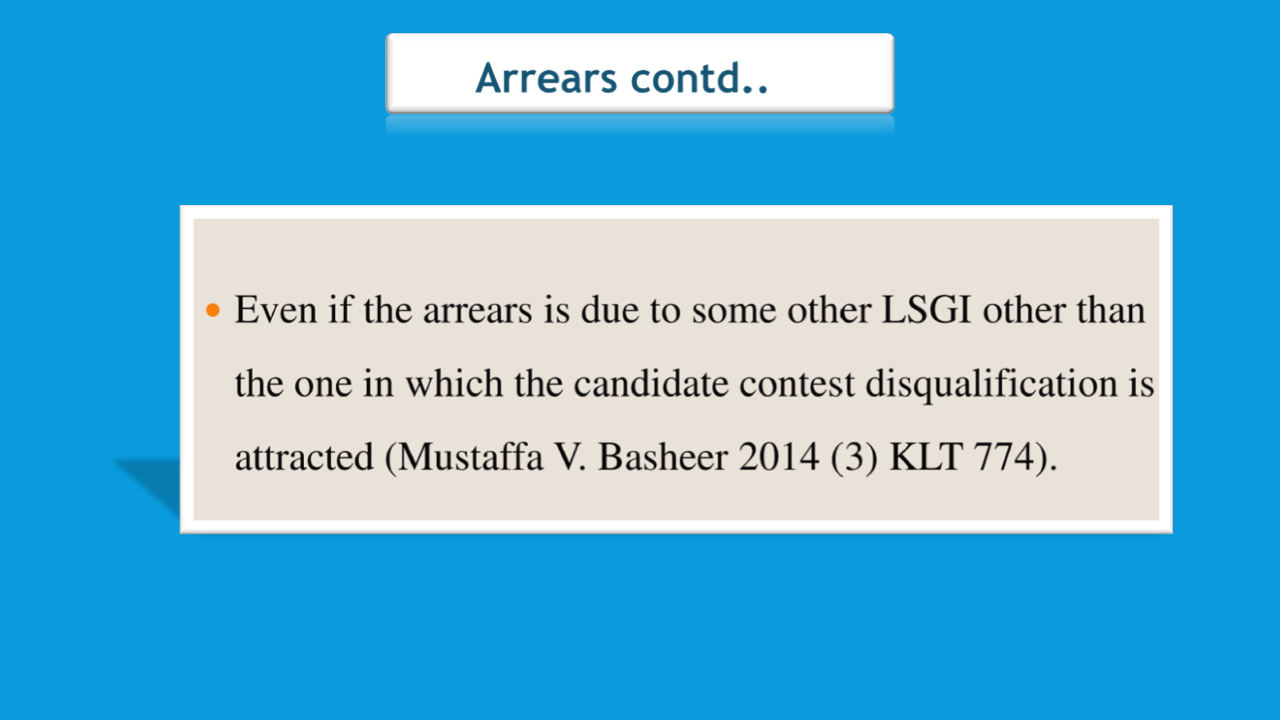 Arrears contd..
• Even if the arrears is due to some other LSGI other than
the one in which the candidate contest disqualification is
attracted (Mustaffa V. Basheer 2014 (3) KLT 774).